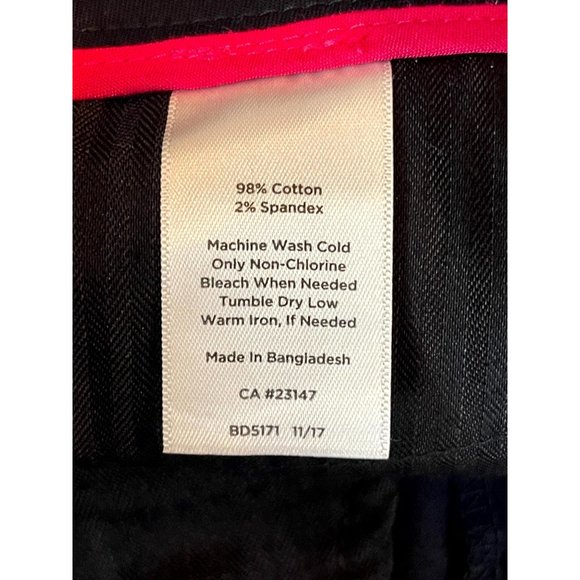 98% Cotton
2% Spandex
Machine Wash Cold
Only Non-Chlorine
Bleach When Needed
Tumble Dry Low
Warm Iron, If Needed
Made In Bangladesh
CA #23147
BD5171 11/17